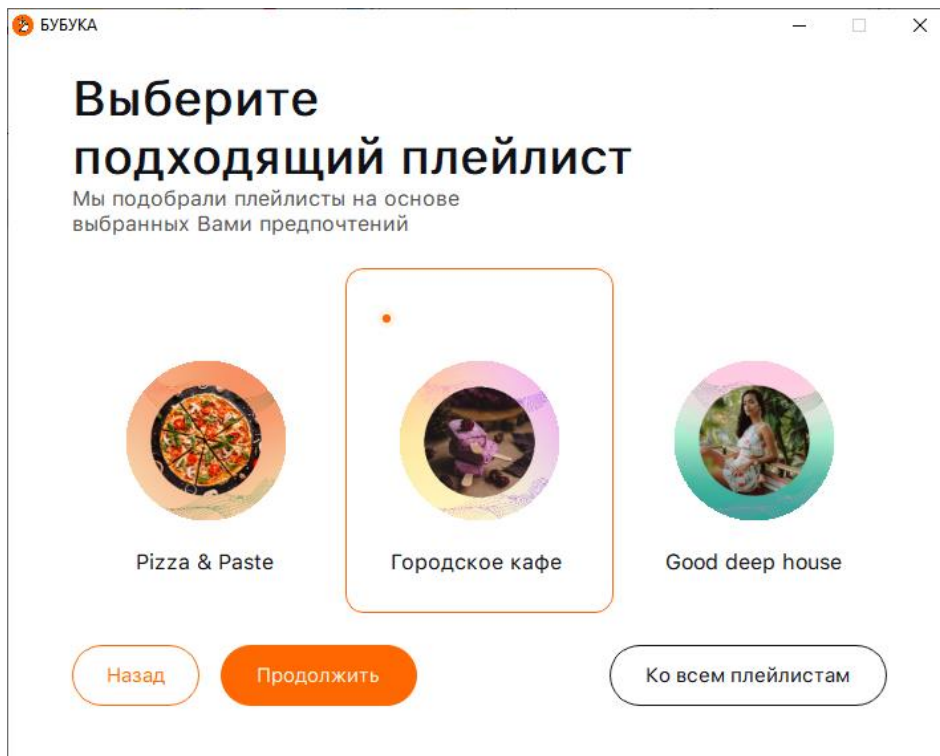 БУБУКА
Выберите
подходящий плейлист
Мы подобрали плейлисты на основе
выбранных Вами предпочтений
Pizza & Paste
Городское кафе
Good deep house
Назад
Продолжить
Ко всем плейлистам